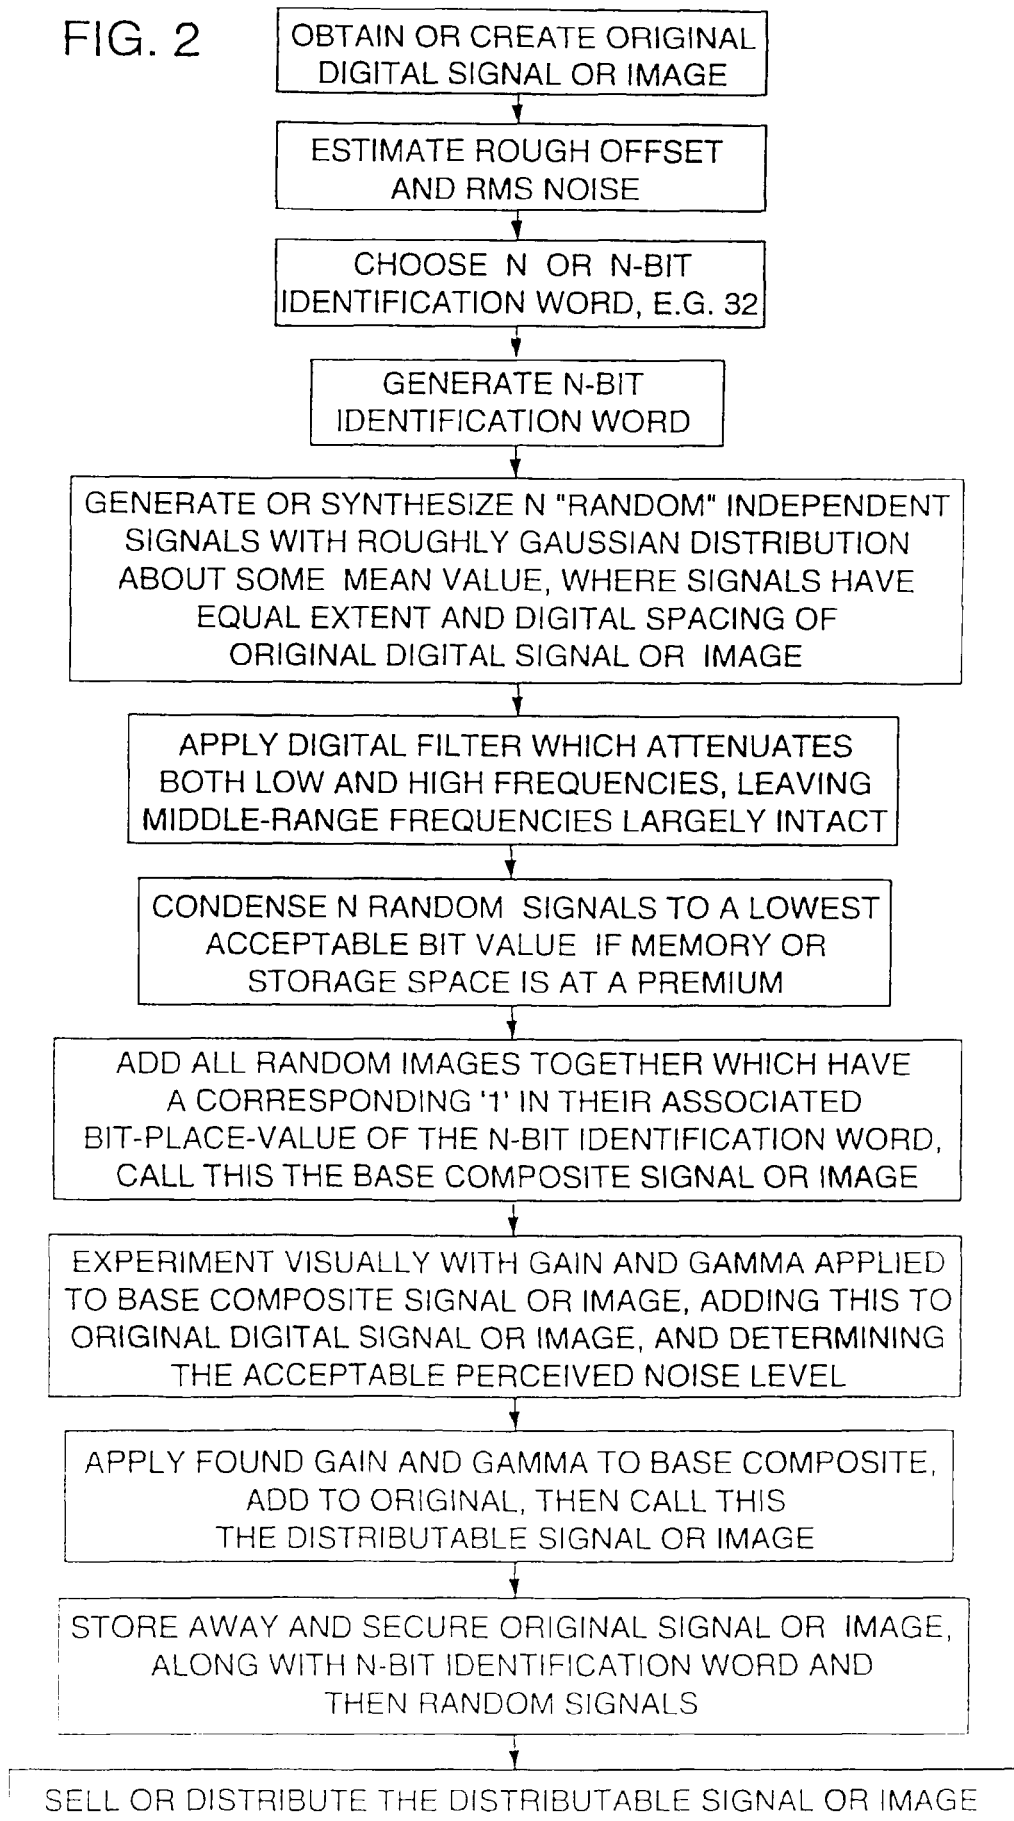 FIG. 2
OBTAIN OR CREATE ORIGINAL
DIGITAL SIGNAL OR IMAGE
ESTIMATE ROUGH OFFSET
AND RMS NOISE
CHOOSE N OR N-BIT
IDENTIFICATION WORD, E.G. 32
GENERATE N-BIT
IDENTIFICATION WORD
GENERATE OR SYNTHESIZE N "RANDOM" INDEPENDENT
SIGNALS WITH ROUGHLY GAUSSIAN DISTRIBUTION
ABOUT SOME MEAN VALUE, WHERE SIGNALS HAVE
EQUAL EXTENT AND DIGITAL SPACING OF
ORIGINAL DIGITAL SIGNAL OR IMAGE
APPLY DIGITAL FILTER WHICH ATTENUATES
BOTH LOW AND HIGH FREQUENCIES, LEAVING
MIDDLE-RANGE FREQUENCIES LARGELY INTACT
CONDENSE N RANDOM SIGNALS TO A LOWEST
ACCEPTABLE BIT VALUE IF MEMORY OR
STORAGE SPACE IS AT A PREMIUM
ADD ALL RANDOM IMAGES TOGETHER WHICH HAVE
A CORRESPONDING '1' IN THEIR ASSOCIATED
BIT-PLACE-VALUE OF THE N-BIT IDENTIFICATION WORD,
CALL THIS THE BASE COMPOSITE SIGNAL OR IMAGE
EXPERIMENT VISUALLY WITH GAIN AND GAMMA APPLIED
TO BASE COMPOSITE SIGNAL OR IMAGE, ADDING THIS TO
ORIGINAL DIGITAL SIGNAL OR IMAGE, AND DETERMINING
THE ACCEPTABLE PERCEIVED NOISE LEVEL
APPLY FOUND GAIN AND GAMMA TO BASE COMPOSITE,
ADD TO ORIGINAL, THEN CALL THIS
THE DISTRIBUTABLE SIGNAL OR IMAGE
STORE AWAY AND SECURE ORIGINAL SIGNAL OR IMAGE,
ALONG WITH N-BIT IDENTIFICATION WORD AND
THEN RANDOM SIGNALS
SELL OR DISTRIBUTE THE DISTRIBUTABLE SIGNAL OR IMAGE